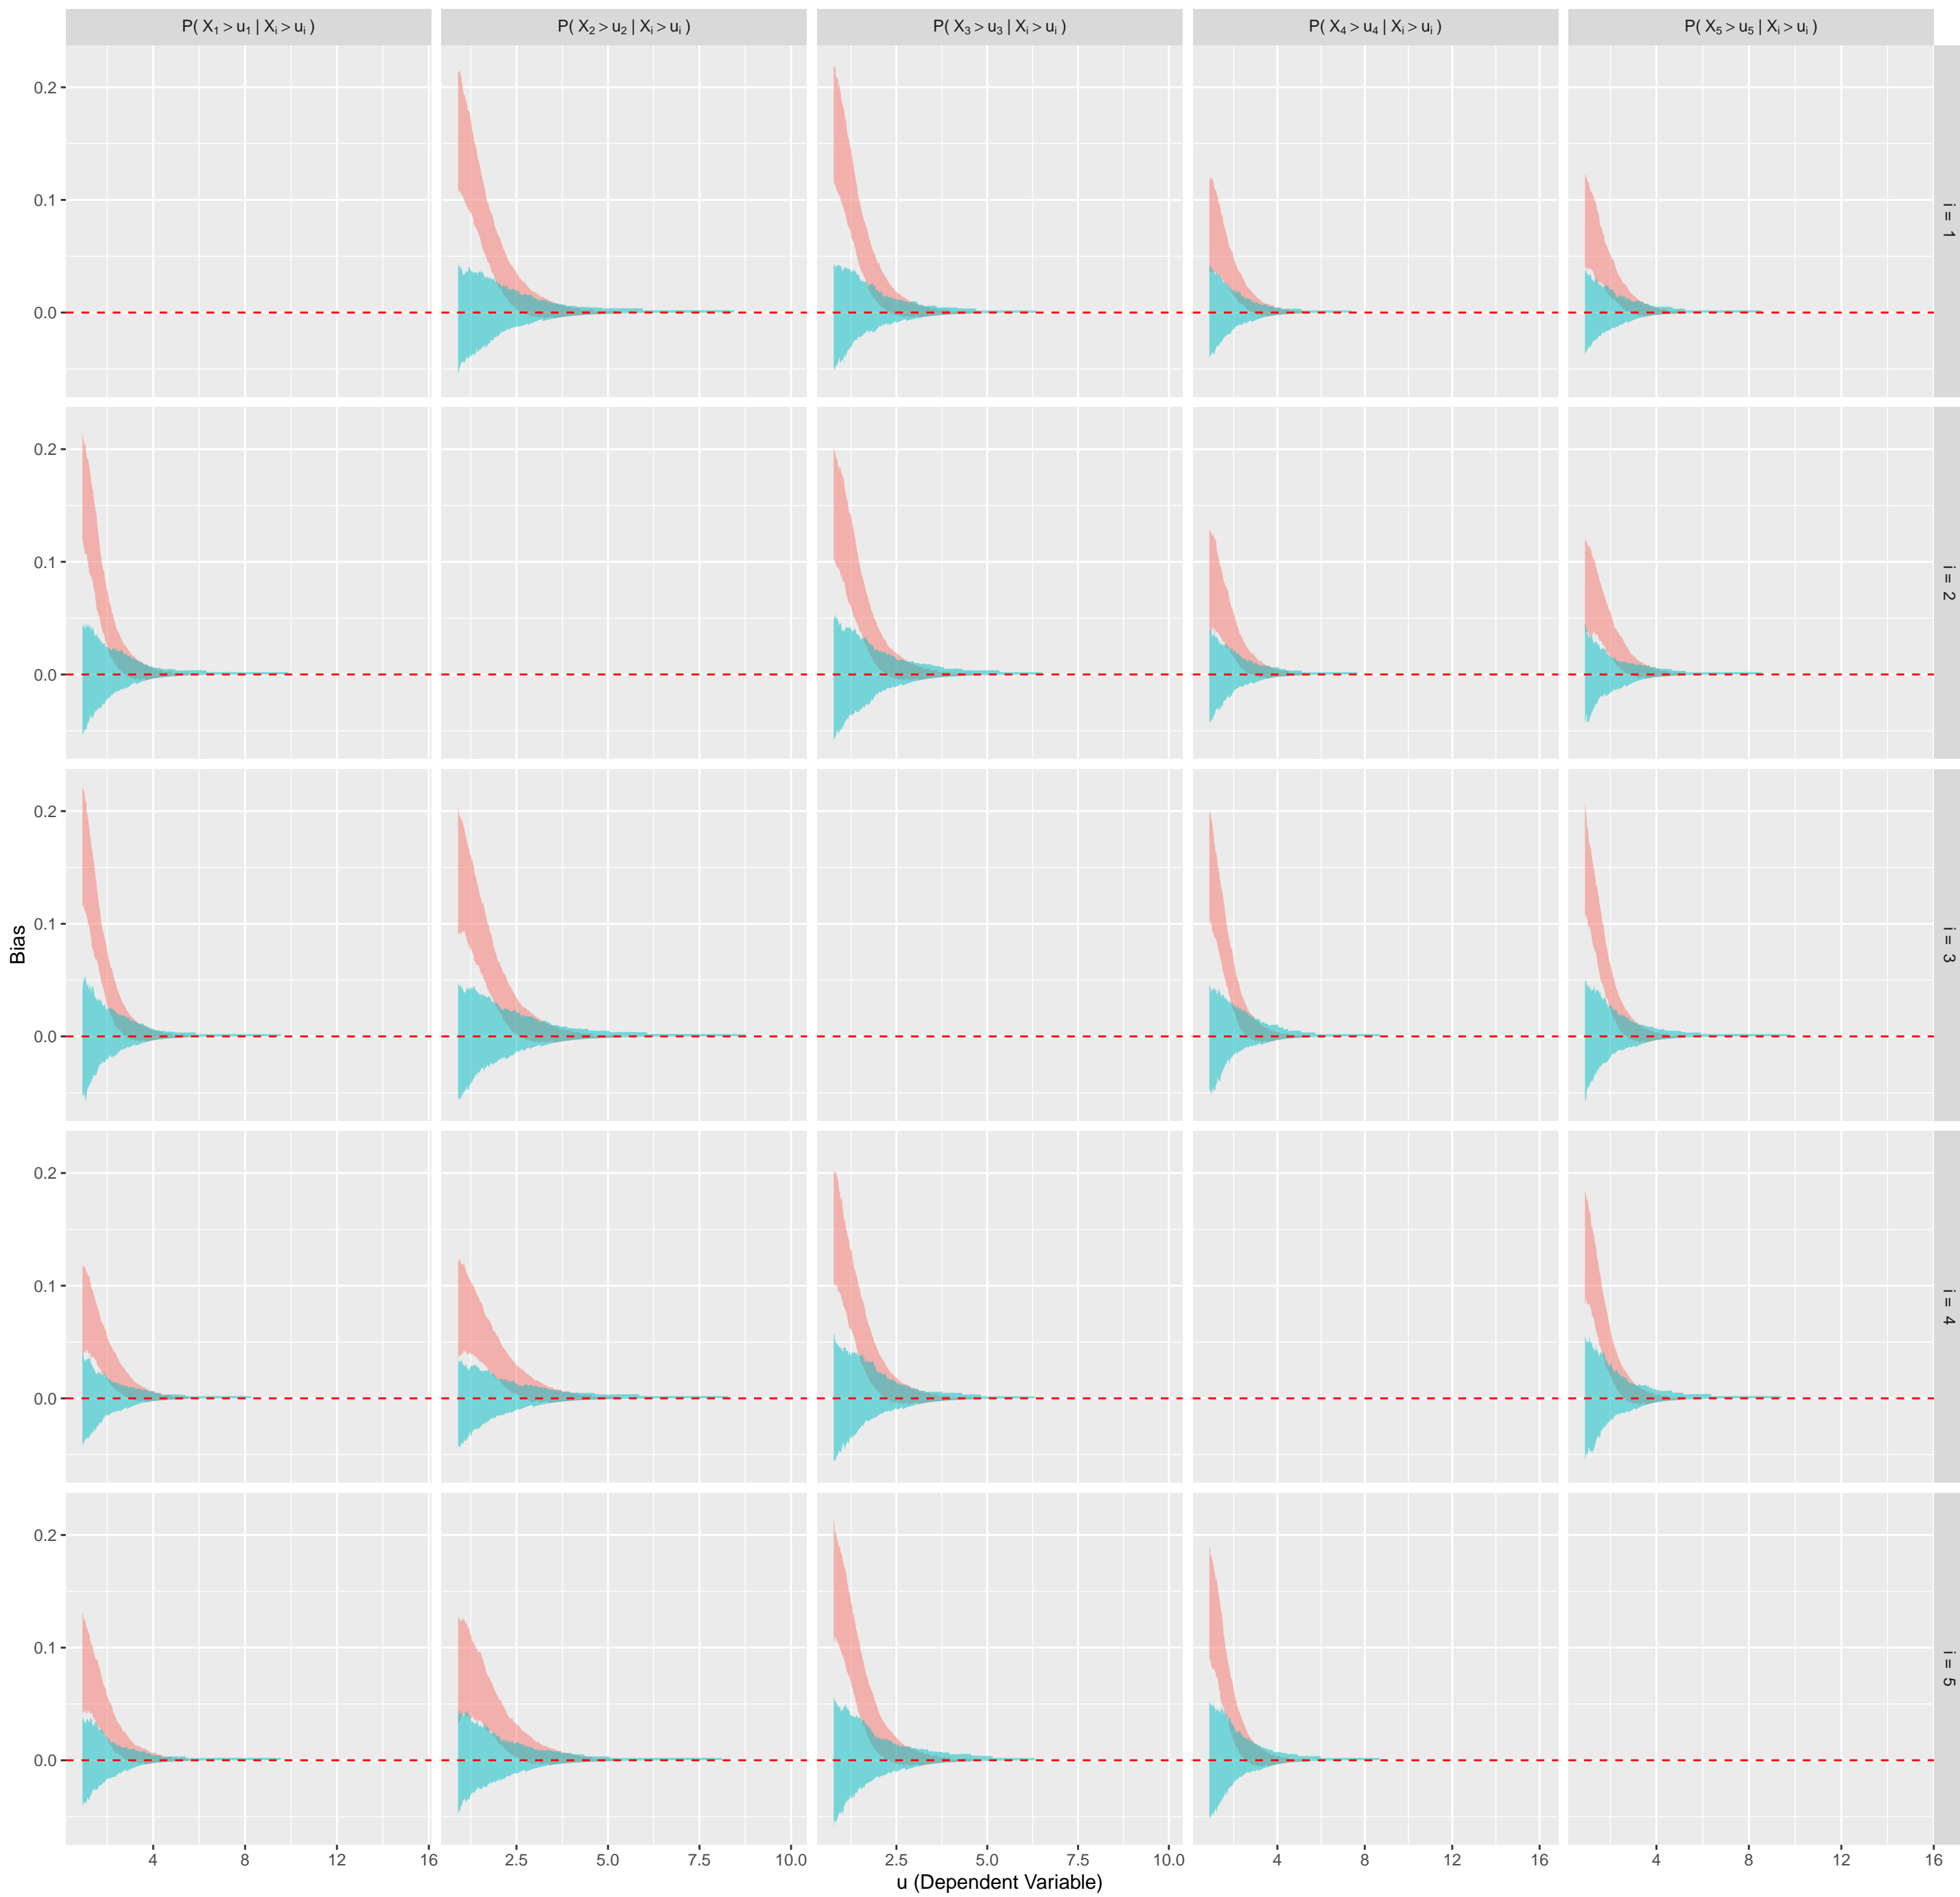 P( X₁ > u₁ | Xᵢ > uᵢ ) P( X₂ > u₂ | Xᵢ > uᵢ ) P( X₃ > u₃ | Xᵢ > uᵢ ) P( X₄ > u₄ | Xᵢ > uᵢ ) P( X₅ > u₅ | Xᵢ > uᵢ )
0.2
0.1
0.0
i = 1
0.2
0.1
0.0
i = 2
0.2
0.1
0.0
i = 3
Bias
0.2
0.1
0.0
i = 4
0.2
0.1
0.0
i = 5
4 8 12 16 2.5 5.0 7.5 10.0 2.5 5.0 7.5 10.0 4 8 12 16 4 8 12 16
u (Dependent Variable)